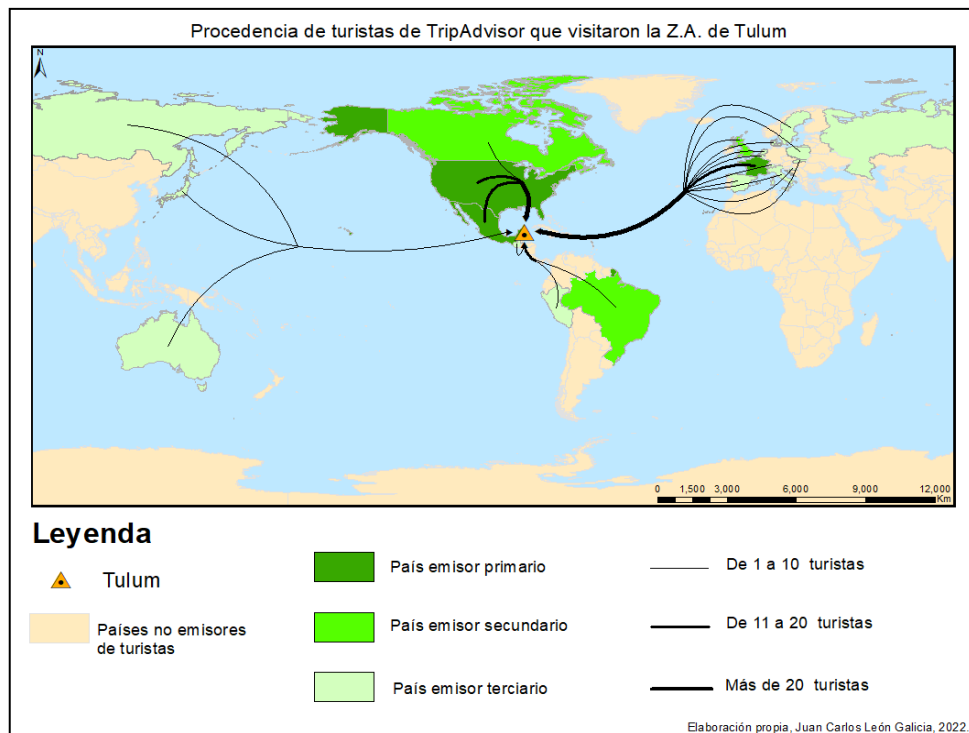 Procedencia de turistas de TripAdvisor que visitaron la Z.A. de Tulum
N
0 1,500 3,000 6,000 9,000 12,000
Km
Leyenda
Tulum
Países no emisores
de turistas
País emisor primario
País emisor secundario
País emisor terciario
De 1 a 10 turistas
De 11 a 20 turistas
Más de 20 turistas
Elaboración propia, Juan Carlos León Galicia, 2022.